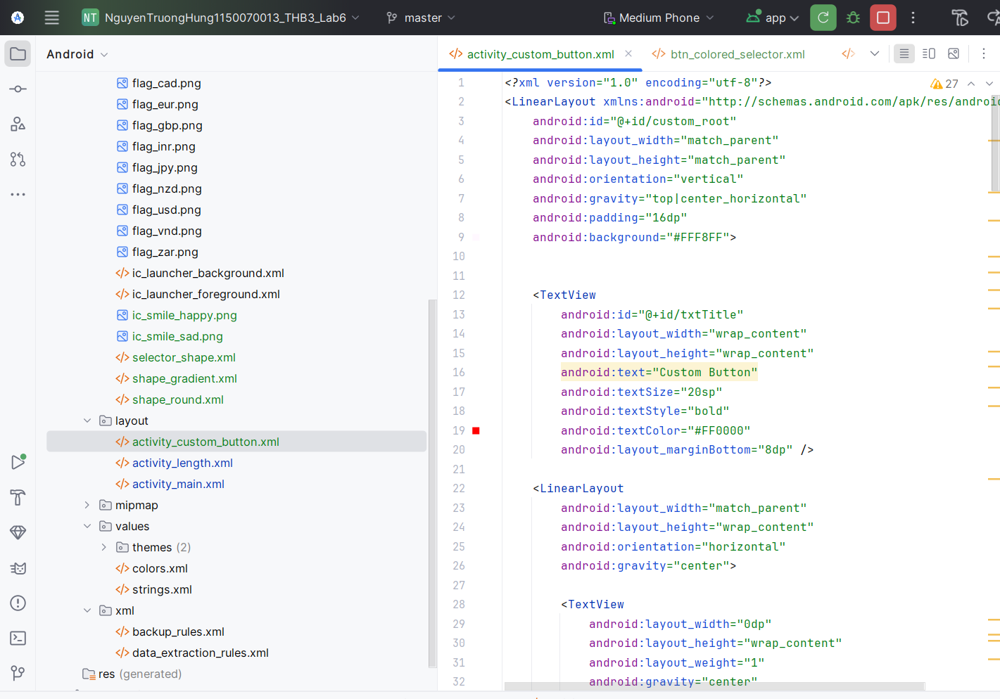 NT NguyenTruongHung1150070013_THB3_Lab6 master Medium Phone app
Android
activity_custom_button.xml btn_colored_selector.xml
27
flag_cad.png
flag_eur.png
flag_gbp.png
flag_inr.png
flag_jpy.png
flag_nzd.png
flag_usd.png
flag_vnd.png
flag_zar.png
ic_launcher_background.xml
ic_launcher_foreground.xml
ic_smile_happy.png
ic_smile_sad.png
selector_shape.xml
shape_gradient.xml
shape_round.xml
layout
activity_custom_button.xml
activity_length.xml
activity_main.xml
mipmap
values
themes (2)
colors.xml
strings.xml
xml
backup_rules.xml
data_extraction_rules.xml
res (generated)
1 <?xml version="1.0" encoding="utf-8"?>
2 <LinearLayout xmlns:android="http://schemas.android.com/apk/res/androi
3 android:id="@+id/custom_root"
4 android:layout_width="match_parent"
5 android:layout_height="match_parent"
6 android:orientation="vertical"
7 android:gravity="top|center_horizontal"
8 android:padding="16dp"
9 android:background="#FFF8FF">
10
11
12 <TextView
13 android:id="@+id/txtTitle"
14 android:layout_width="wrap_content"
15 android:layout_height="wrap_content"
16 android:text="Custom Button"
17 android:textSize="20sp"
18 android:textStyle="bold"
19 android:textColor="#FF0000"
20 android:layout_marginBottom="8dp" />
21
22 <LinearLayout
23 android:layout_width="match_parent"
24 android:layout_height="wrap_content"
25 android:orientation="horizontal"
26 android:gravity="center">
27
28 <TextView
29 android:layout_width="0dp"
30 android:layout_height="wrap_content"
31 android:layout_weight="1"
32 android:gravity="center"